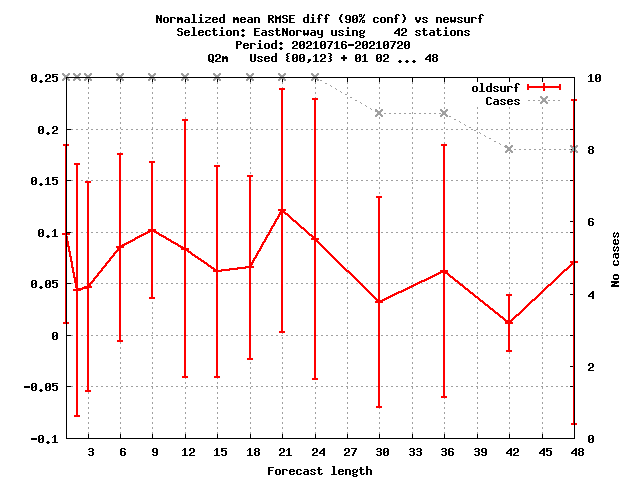 Normalized mean RMSE diff (90% conf) vs newsurf
Selection: EastNorway using    42 stations
Period: 20210716-20210720
Q2m   Used {00,12} + 01 02 ... 48
oldsurf
Cases
0.25
0.2
0.15
0.1
0.05
0
-0.05
-0.1
10
8
6
4
2
0
No cases
3 6 9 12 15 18 21 24 27 30 33 36 39 42 45 48
Forecast length